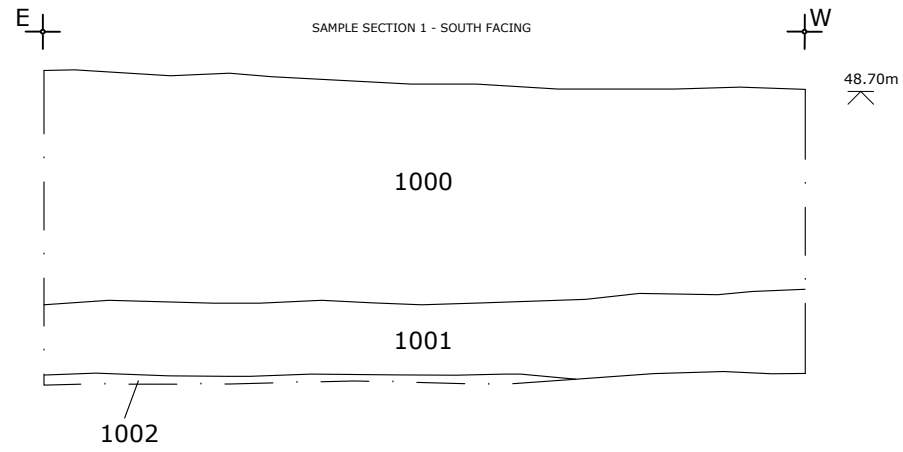 E
SAMPLE SECTION 1 - SOUTH FACING
W
48.70m
1000
1001
1002